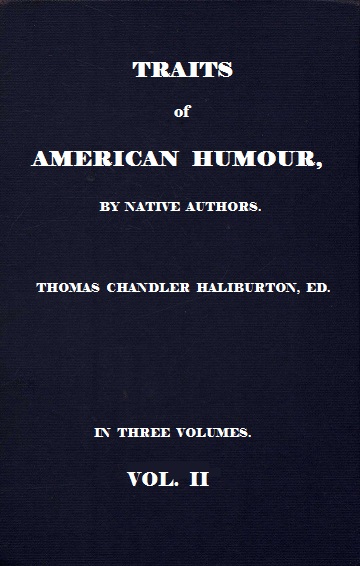 TRAITS
of
AMERICAN HUMOUR,
BY NATIVE AUTHORS.
THOMAS CHANDLER HALIBURTON, ED.
IN THREE VOLUMES.
VOL. II